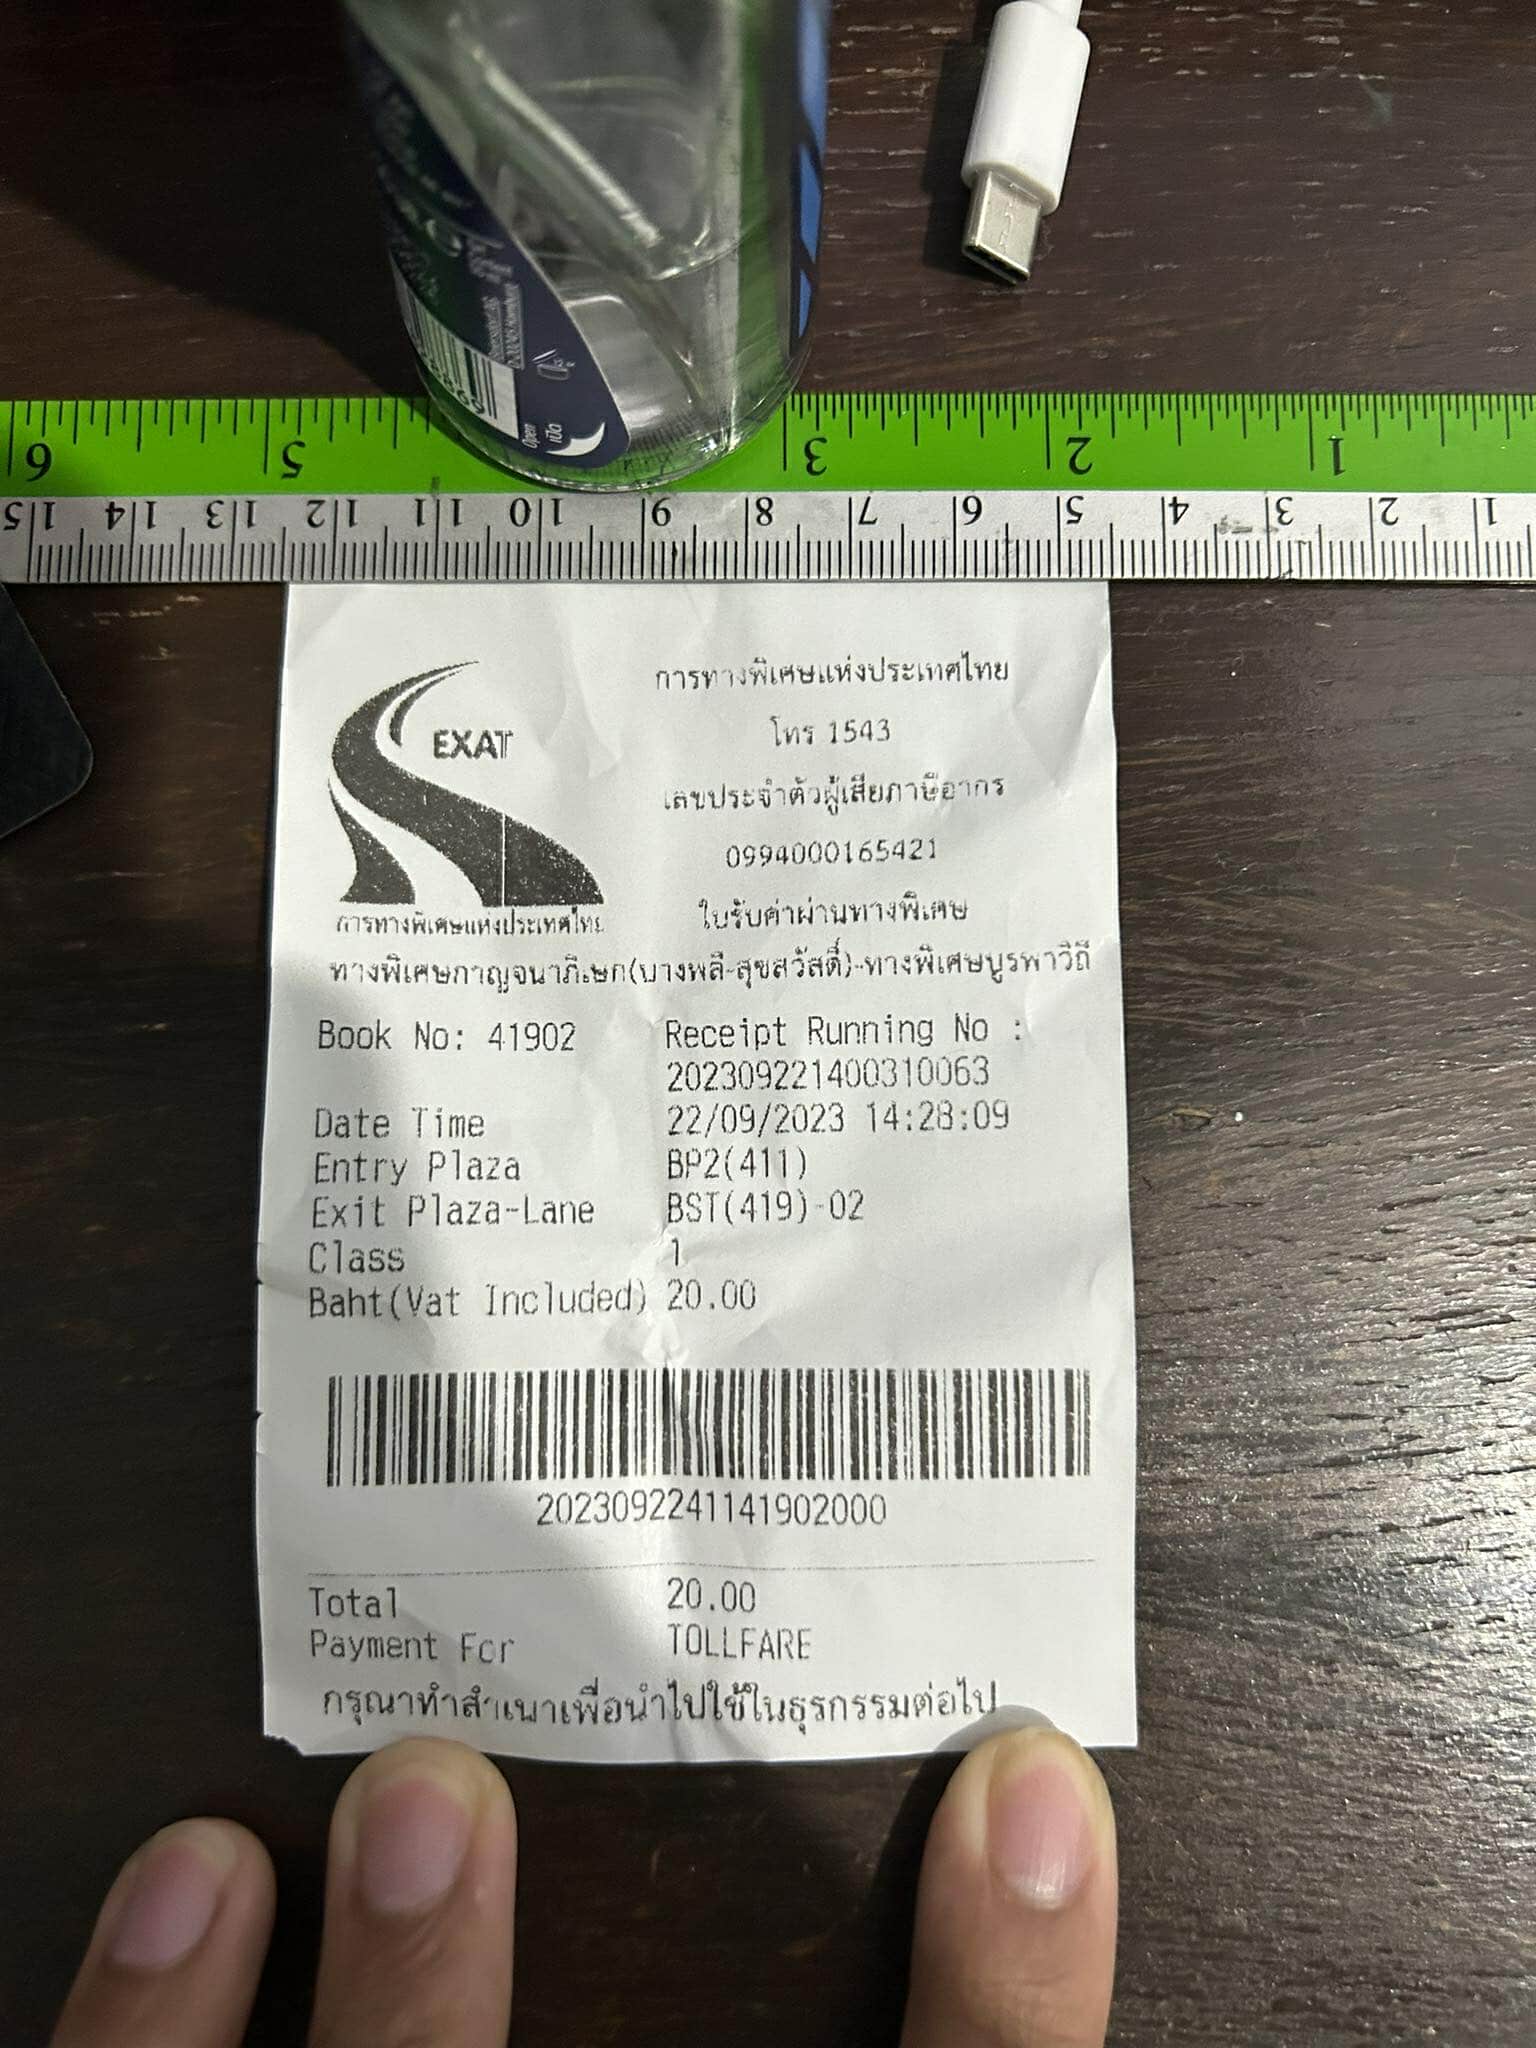 Open
เปิด
6 5 3 2 1
15 14 13 12 11 10 9 8 7 6 5 4 3 2 1
EXAT
การทางพิเศษแห่งประเทศไทย
การทางพิเศษแห่งประเทศไทย
โทร 1543
เลขประจำตัวผู้เสียภาษีอากร
0994000165421
ใบรับค่าผ่านทางพิเศษ
ทางพิเศษกาญจนาภิเษก(บางพลี-สุขสวัสดิ์)-ทางพิเศษบูรพาวิถี
Book No: 41902 Receipt Running No :
202309221400310063
Date Time 22/09/2023 14:28:09
Entry Plaza BP2(411)
Exit Plaza-Lane BST(419)-02
Class 1
Baht(Vat Included) 20.00
2023092241141902000
Total 20.00
Payment For TOLLFARE
กรุณาทำสำเนาเพื่อนำไปใช้ในธุรกรรมต่อไป